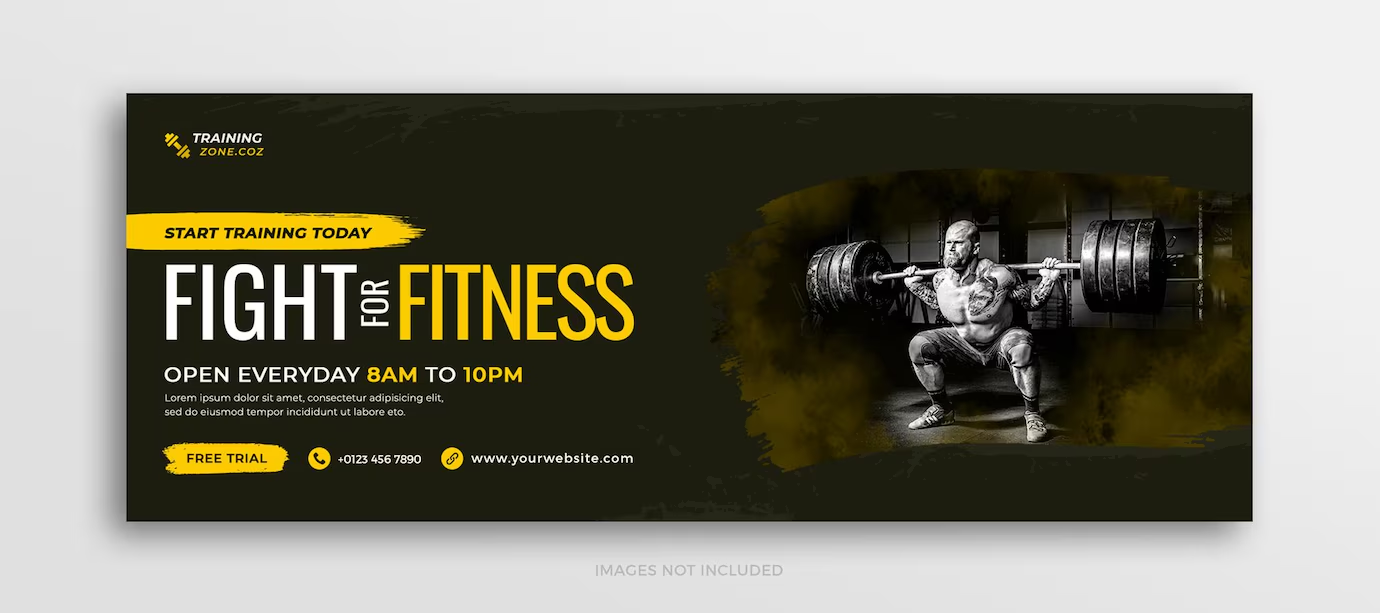 TRAINING
ZONE.COZ
START TRAINING TODAY
FIGHT FOR FITNESS
OPEN EVERYDAY 8AM TO 10PM
Lorem ipsum dolor sit amet, consectetur adipisicing elit,
sed do eiusmod tempor incididunt ut labore eto.
FREE TRIAL +0123 456 7890 www.yourwebsite.com
IMAGES NOT INCLUDED